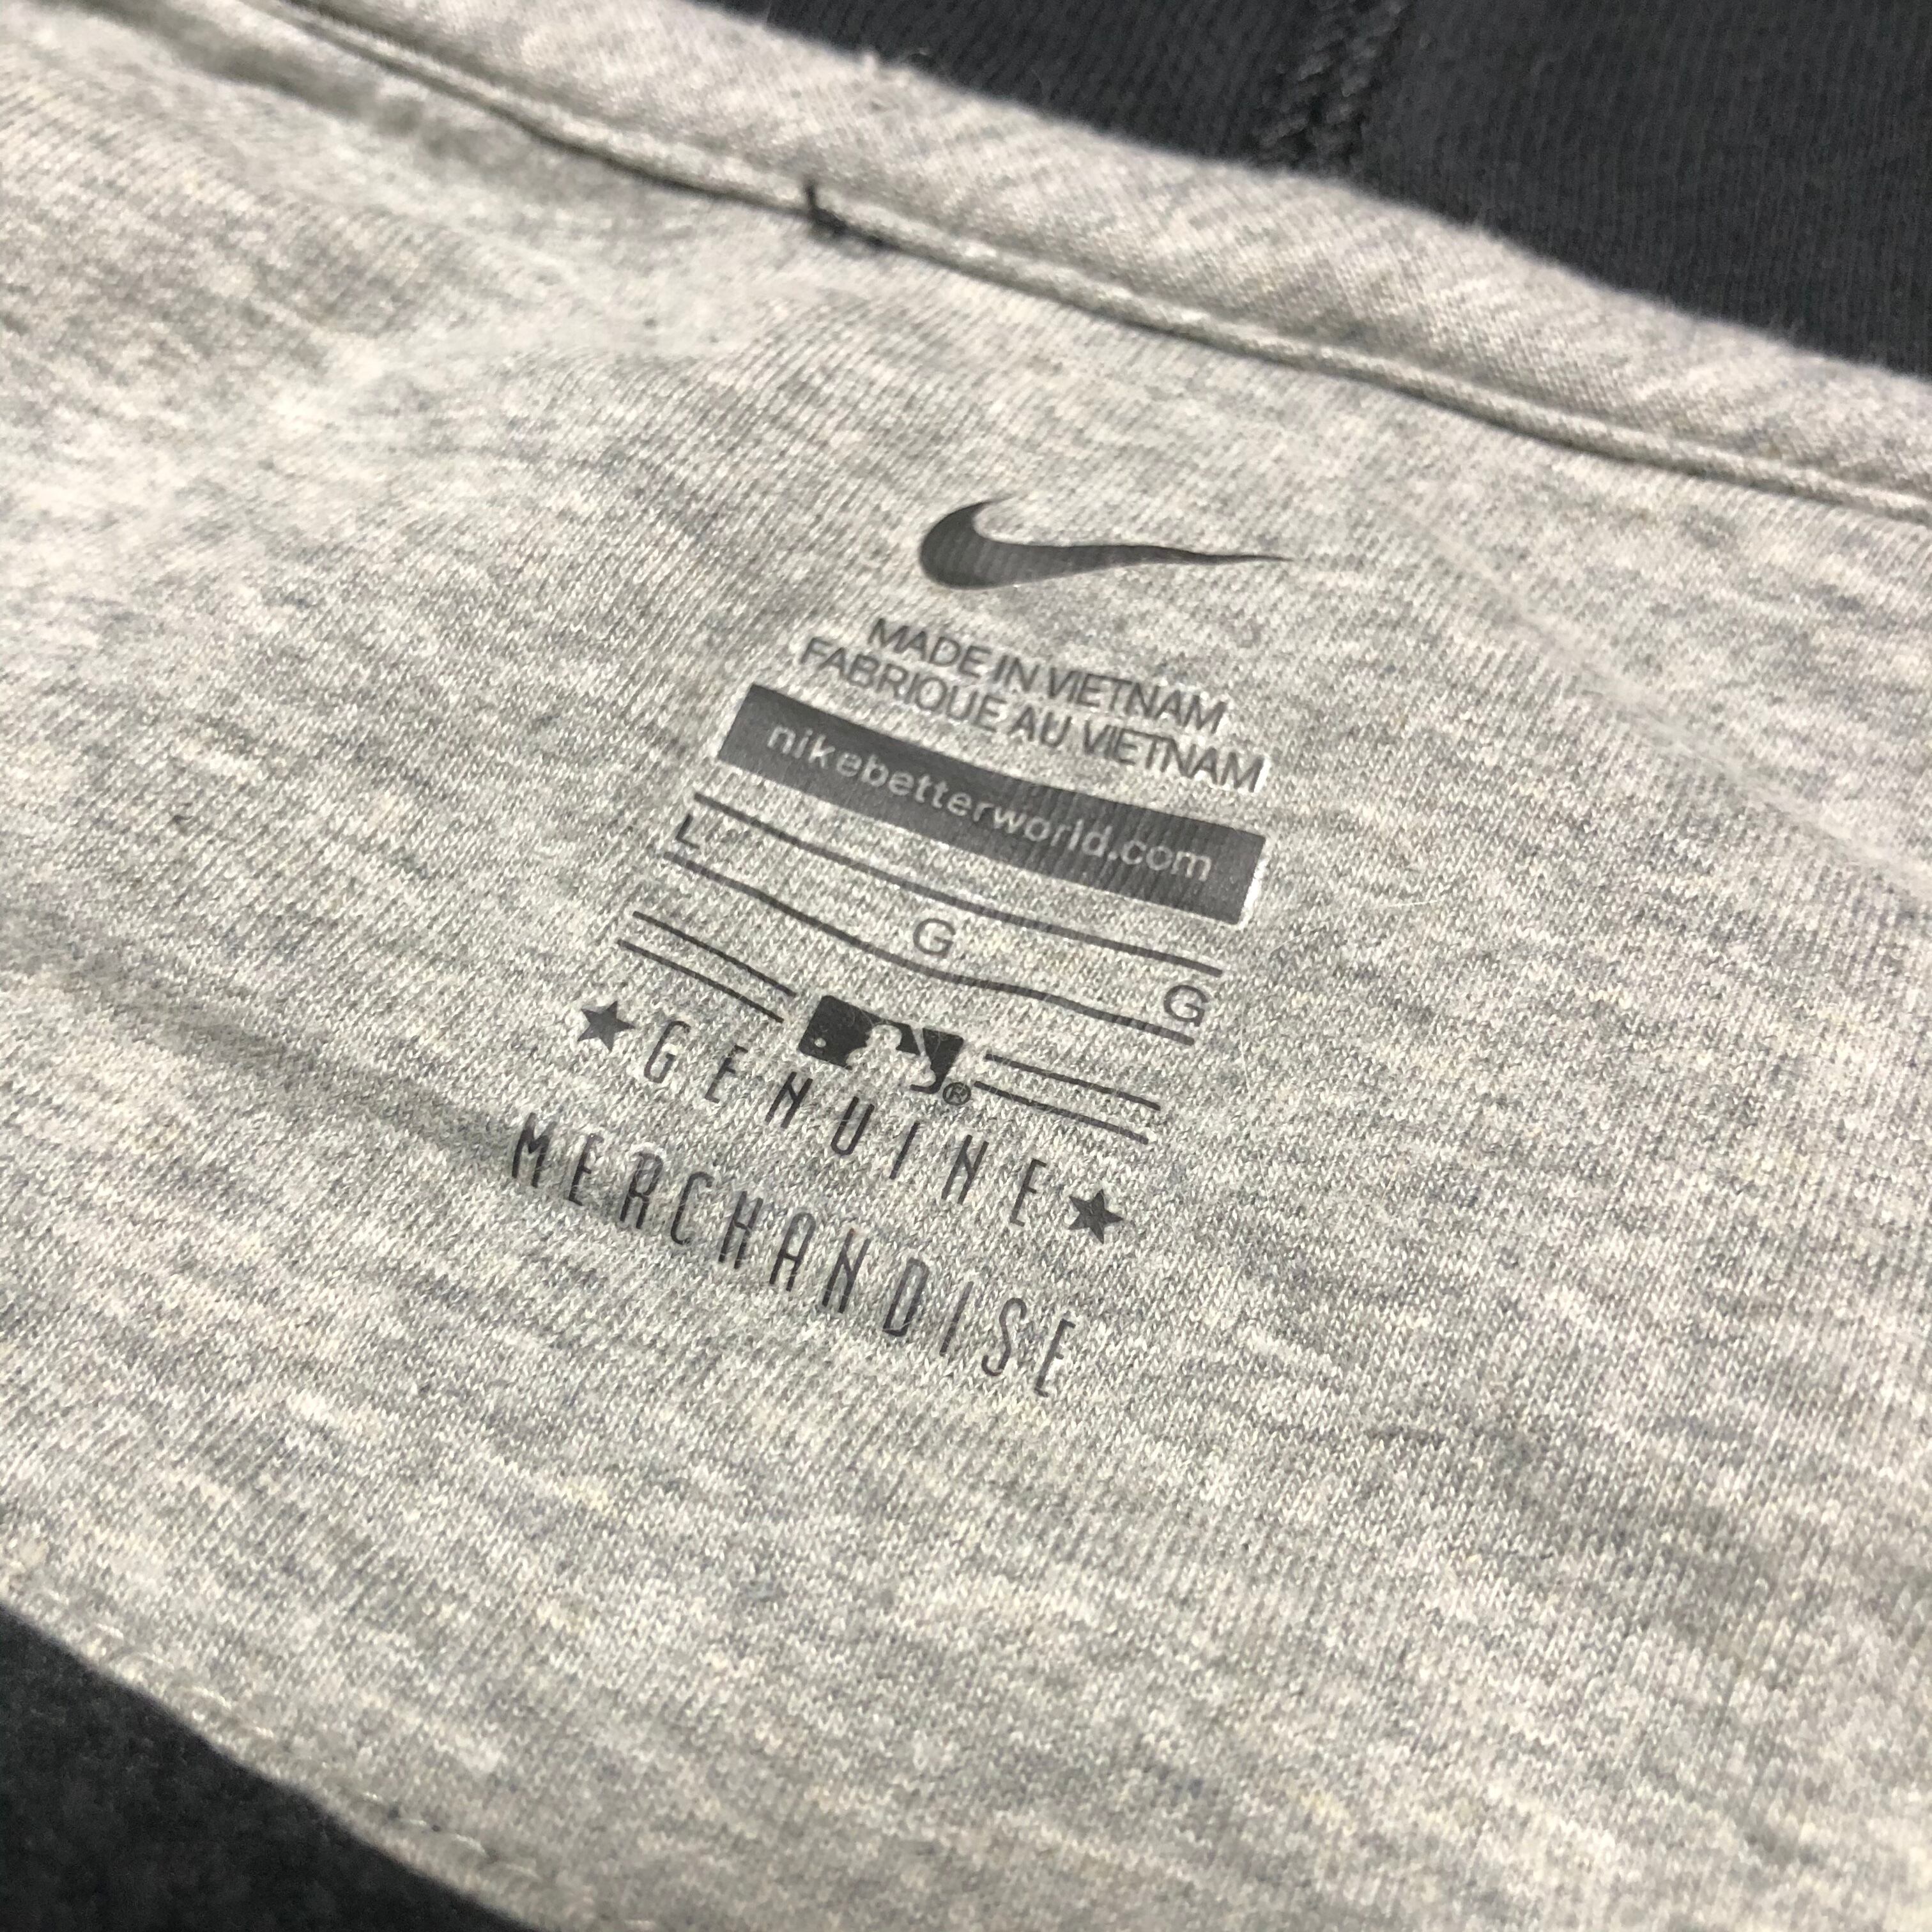 MADE IN VIETNAM
FABRIQUE AU VIETNAM
nikebetterworld.com
L G G
®
★ GENUINE ★
MERCHANDISE